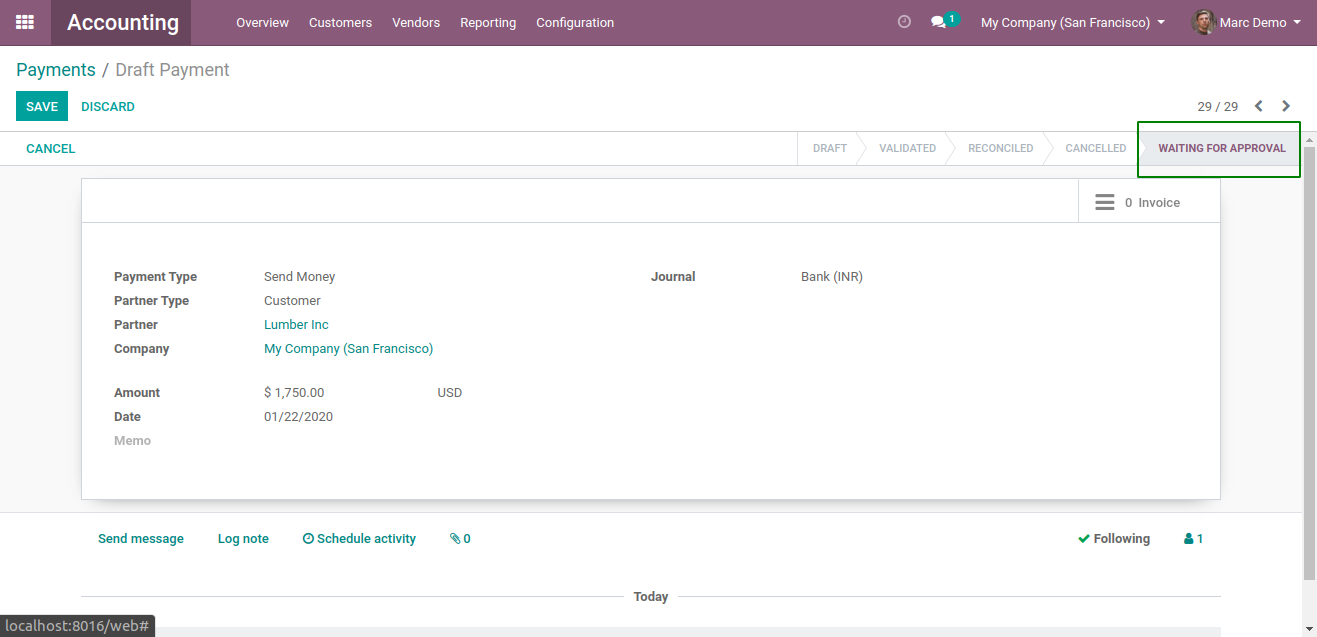 Accounting Overview Customers Vendors Reporting Configuration 1 My Company (San Francisco) Marc Demo
Payments / Draft Payment
SAVE DISCARD 29 / 29
CANCEL DRAFT VALIDATED RECONCILED CANCELLED WAITING FOR APPROVAL
0 Invoice
Payment Type Send Money Journal Bank (INR)
Partner Type Customer
Partner Lumber Inc
Company My Company (San Francisco)
Amount $ 1,750.00 USD
Date 01/22/2020
Memo
Send message Log note Schedule activity 0 Following 1
Today
localhost:8016/web#